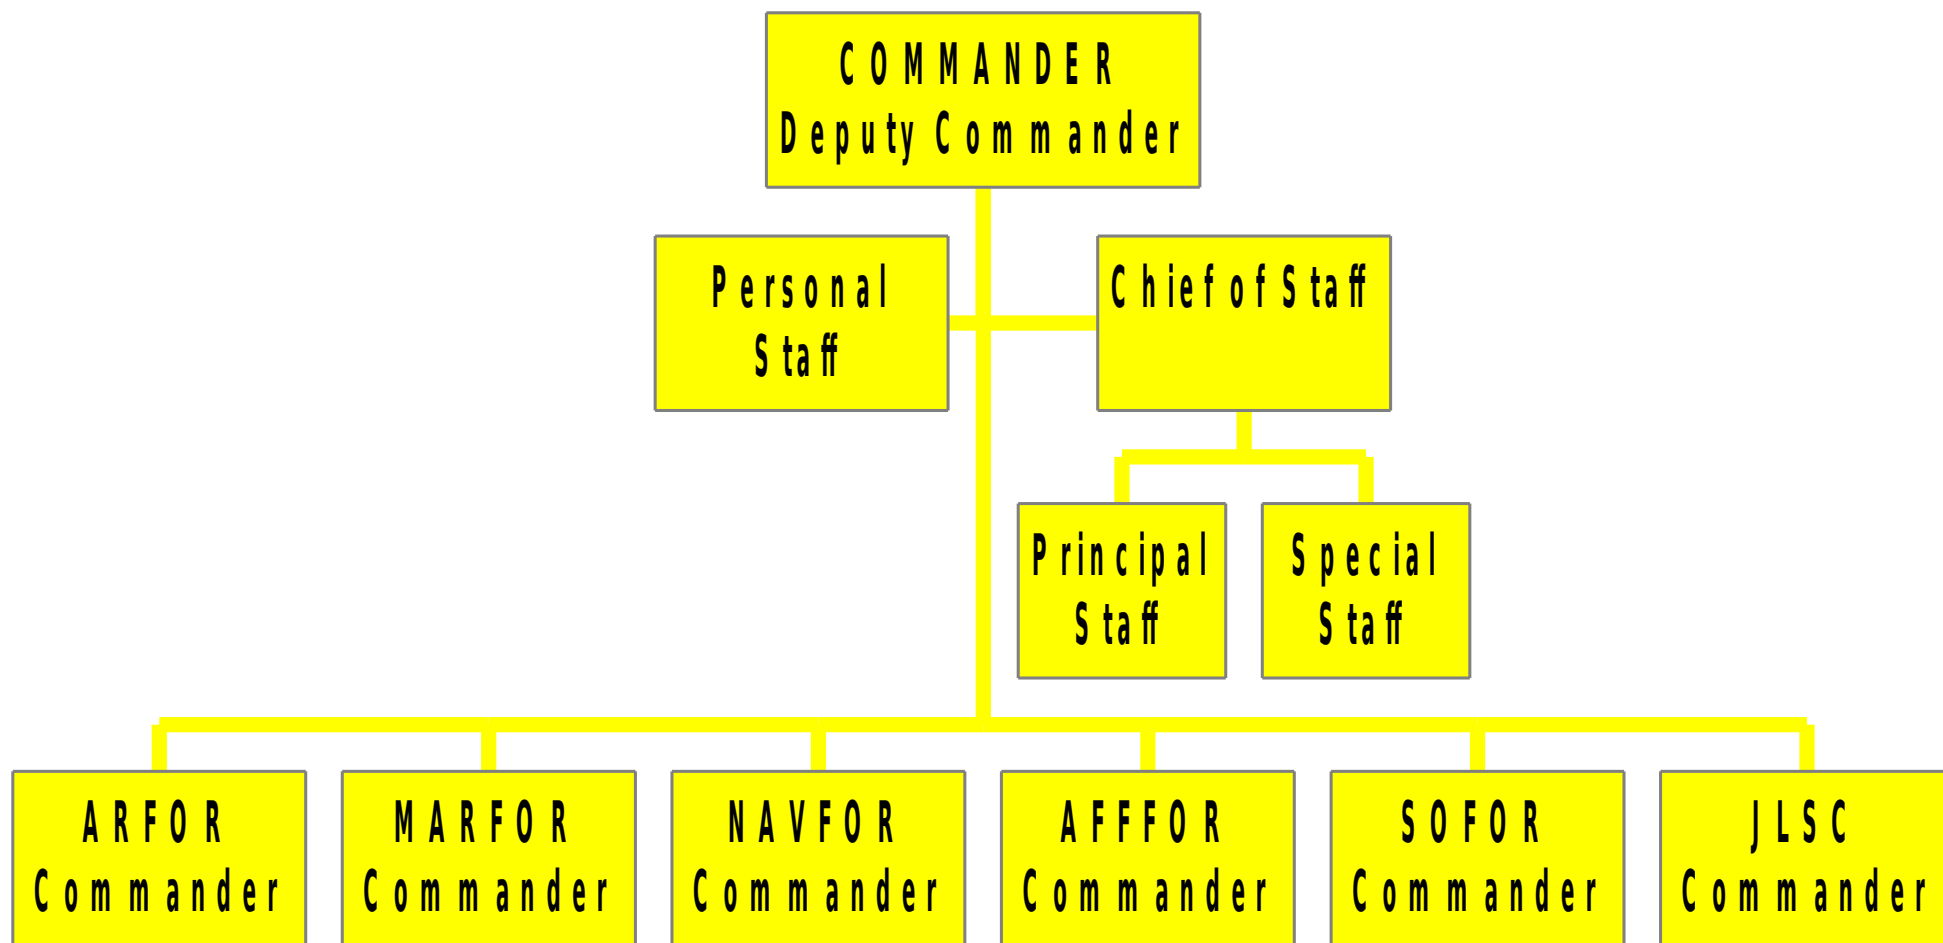 COMMANDER
Deputy Commander
Personal
Staff
Chief of Staff
Principal
Staff
Special
Staff
ARFOR
Commander
MARFOR
Commander
NAVFOR
Commander
AFFFOR
Commander
SOFOR
Commander
JLSC
Commander